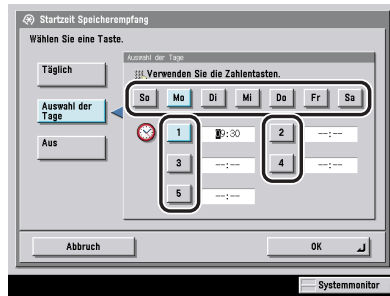 Startzeit Speicherempfang
Wählen Sie eine Taste.
Täglich
Auswahl der Tage
Aus
Auswahl der Tage
Verwenden Sie die Zahlentasten.
So Mo Di Mi Do Fr Sa
1 09:30 2 --:--
3 --:-- 4 --:--
5 --:--
Abbruch OK
Systemmonitor